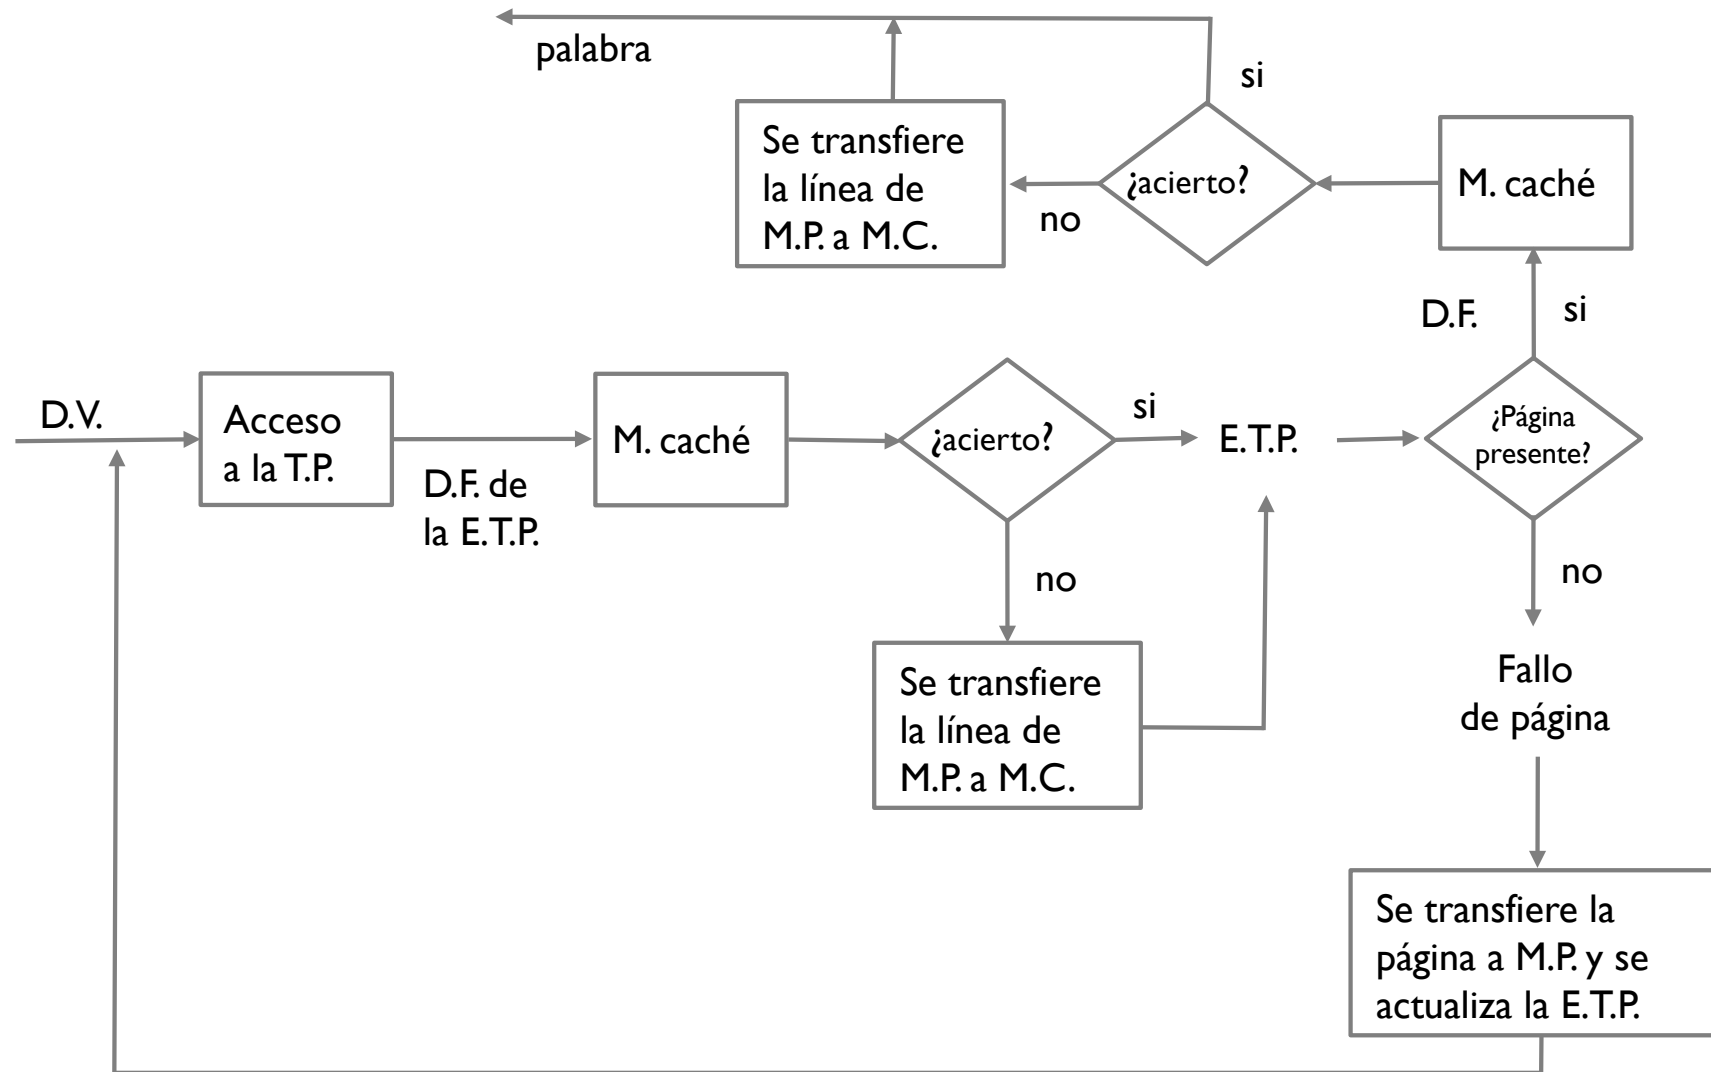 palabra
si
Se transfiere
la línea de
M.P. a M.C.
no
¿acierto?
M. caché
D.F.
si
D.V.
Acceso
a la T.P.
D.F. de
la E.T.P.
M. caché
¿acierto?
si
E.T.P.
¿Página
presente?
no
no
Se transfiere
la línea de
M.P. a M.C.
Fallo
de página
Se transfiere la
página a M.P. y se
actualiza la E.T.P.